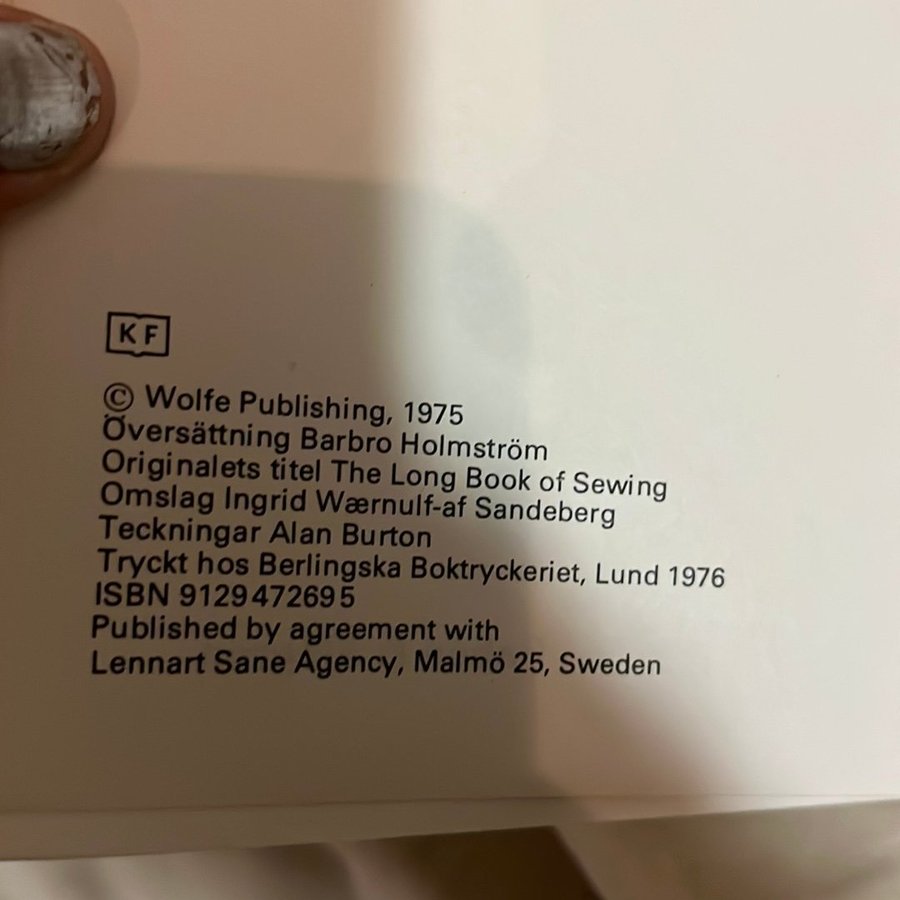 KF
© Wolfe Publishing, 1975
Översättning Barbro Holmström
Originalets titel The Long Book of Sewing
Omslag Ingrid Wærnulf-af Sandeberg
Teckningar Alan Burton
Tryckt hos Berlingska Boktryckeriet, Lund 1976
ISBN 9129472695
Published by agreement with
Lennart Sane Agency, Malmö 25, Sweden